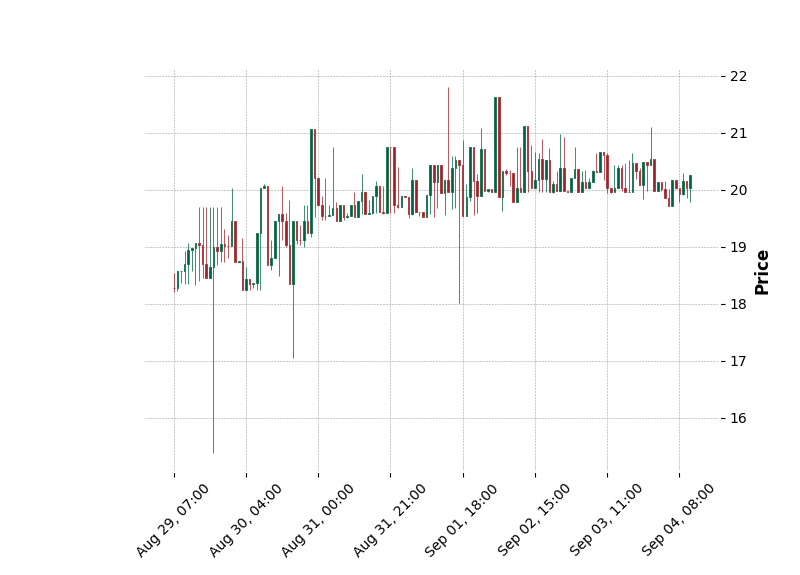 22
21
20
19
18
17
16
Price
Aug 29, 07:00
Aug 30, 04:00
Aug 31, 00:00
Aug 31, 21:00
Sep 01, 18:00
Sep 02, 15:00
Sep 03, 11:00
Sep 04, 08:00